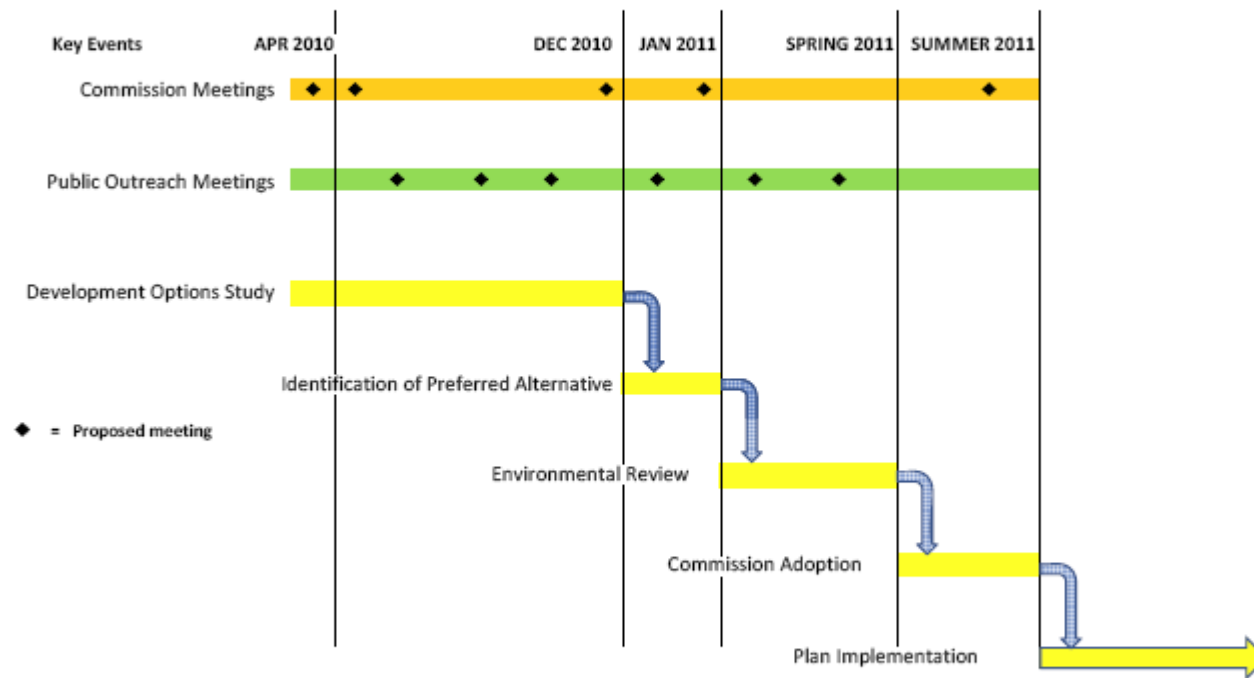 Key Events APR 2010 DEC 2010 JAN 2011 SPRING 2011 SUMMER 2011
Commission Meetings
Public Outreach Meetings
Development Options Study
Identification of Preferred Alternative
◆ = Proposed meeting
Environmental Review
Commission Adoption
Plan Implementation